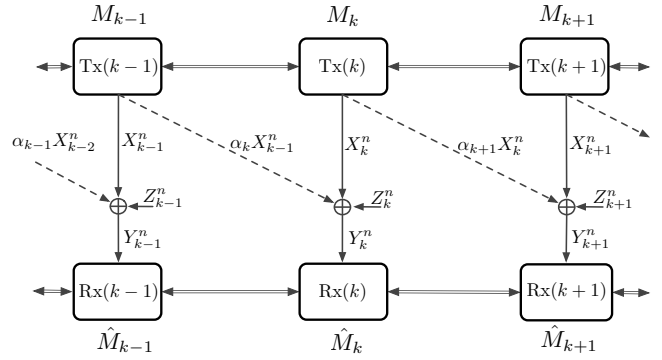 M_{k−1} M_k M_{k+1}
Tx(k − 1) Tx(k) Tx(k + 1)
α_{k−1}X^n_{k−2} X^n_{k−1} α_kX^n_{k−1} X^n_k α_{k+1}X^n_k X^n_{k+1}
Z^n_{k−1} Z^n_k Z^n_{k+1}
Y^n_{k−1} Y^n_k Y^n_{k+1}
Rx(k − 1) Rx(k) Rx(k + 1)
M̂_{k−1} M̂_k M̂_{k+1}